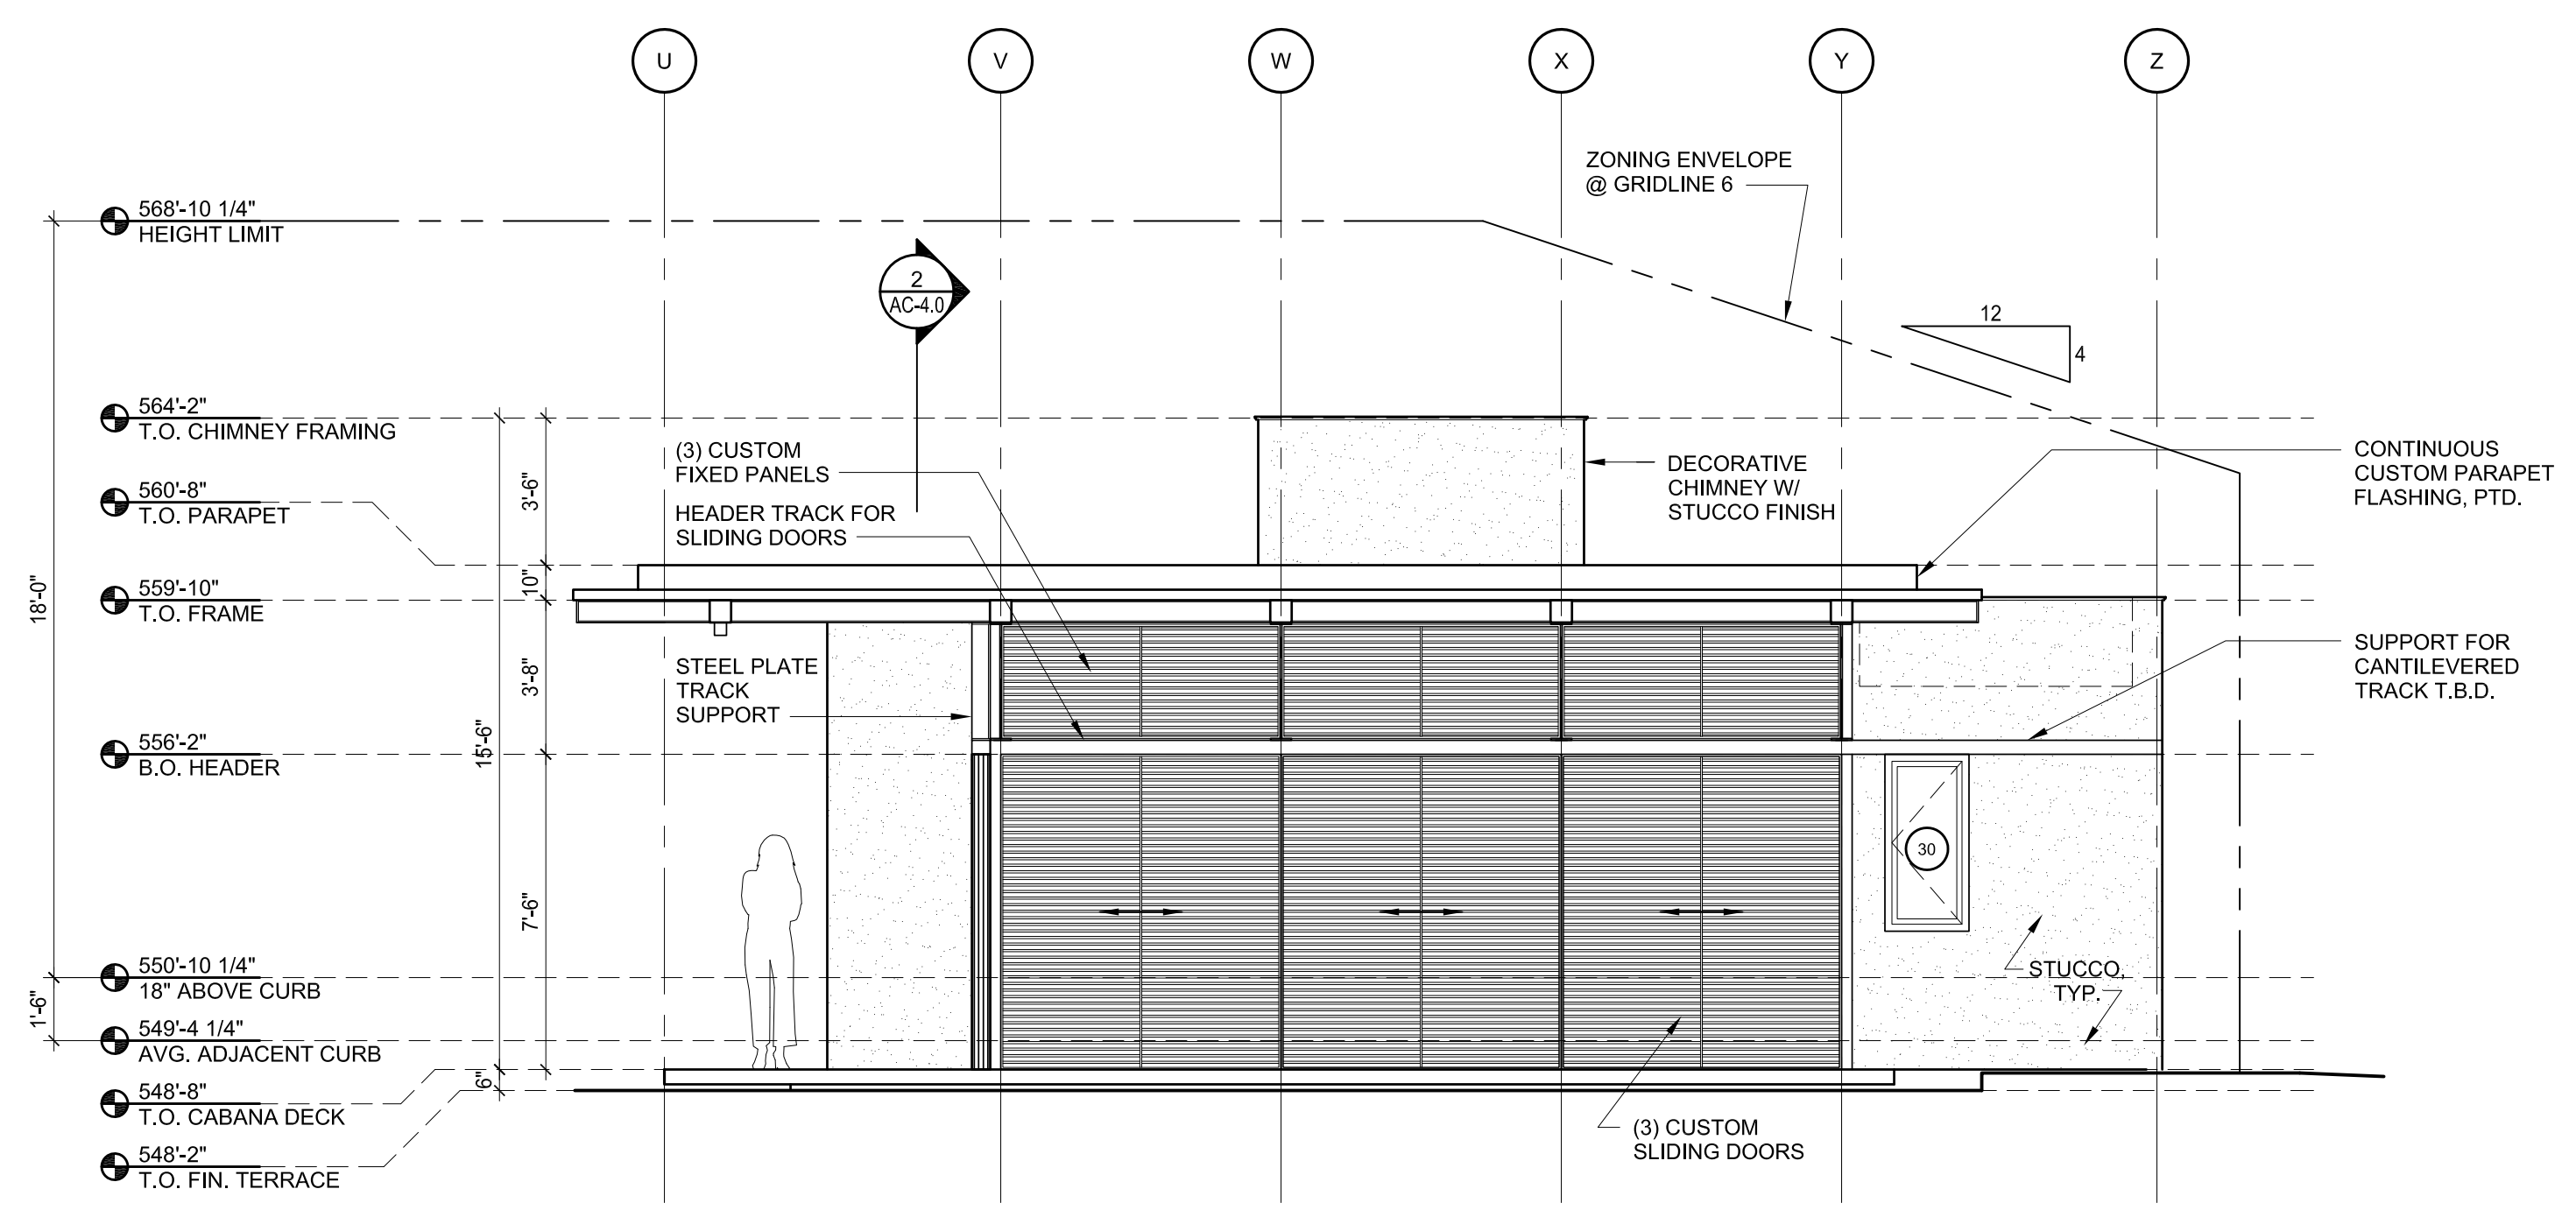 U
V
W
X
Y
Z
ZONING ENVELOPE
@ GRIDLINE 6
568'-10 1/4"
HEIGHT LIMIT
2
AC-4.0
12
4
564'-2"
T.O. CHIMNEY FRAMING
560'-8"
T.O. PARAPET
559'-10"
T.O. FRAME
556'-2"
B.O. HEADER
550'-10 1/4"
18" ABOVE CURB
549'-4 1/4"
AVG. ADJACENT CURB
548'-8"
T.O. CABANA DECK
548'-2"
T.O. FIN. TERRACE
18'-0"
1'-6"
15'-6"
6"
3'-6"
10"
3'-8"
7'-6"
(3) CUSTOM
FIXED PANELS
HEADER TRACK FOR
SLIDING DOORS
STEEL PLATE
TRACK
SUPPORT
DECORATIVE
CHIMNEY W/
STUCCO FINISH
CONTINUOUS
CUSTOM PARAPET
FLASHING, PTD.
SUPPORT FOR
CANTILEVERED
TRACK T.B.D.
30
STUCCO,
TYP.
(3) CUSTOM
SLIDING DOORS